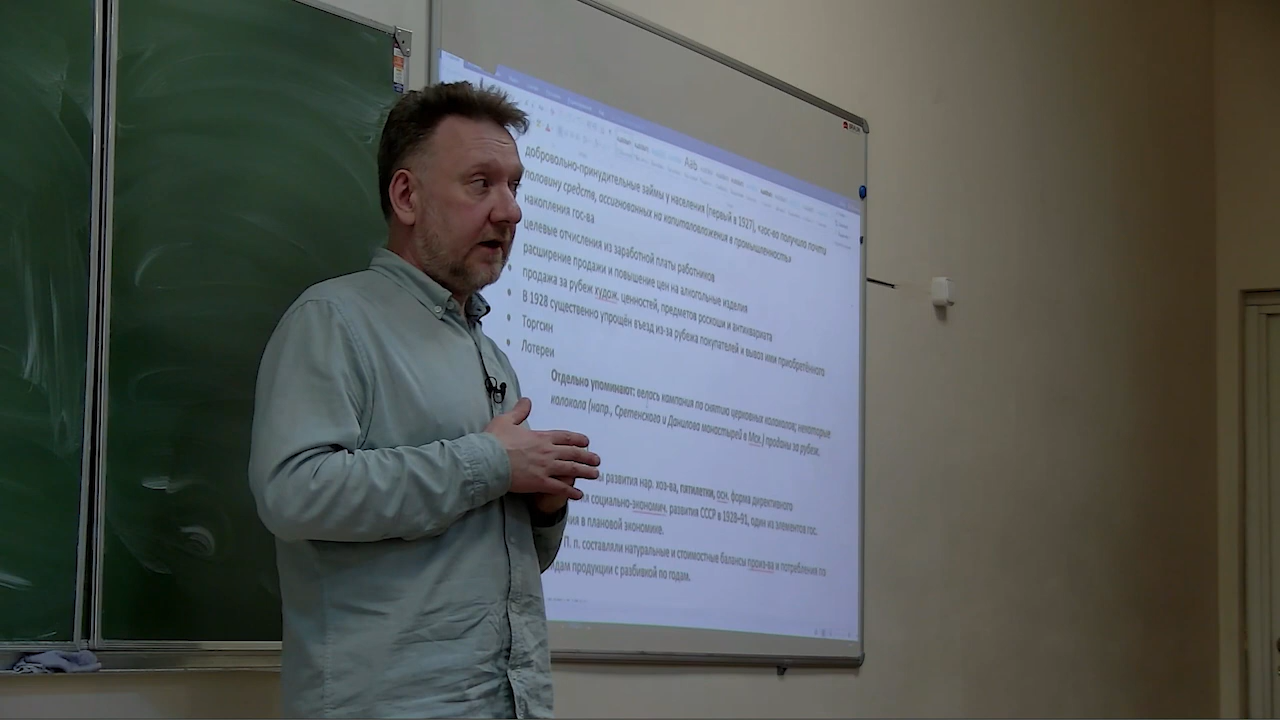 добровольно-принудительные займы у населения (первый в 1927), «гос-во получило почти
половину средств, ассигнованных на капиталовложения в промышленность»
накопления гос-ва
целевые отчисления из заработной платы работников
• расширение продажи и повышение цен на алкогольные изделия
• продажа за рубеж худож. ценностей, предметов роскоши и антиквариата
• В 1928 существенно упрощён въезд из-за рубежа покупателей и вывоз ими приобретённого
• Торгсин
• Лотереи
Отдельно упоминают: велась кампания по снятию церковных колоколов; некоторые
колокола (напр., Сретенского и Данилова монастырей в Мск.) проданы за рубеж.
развития нар. хоз-ва, пятилетки, осн. форма директивного
социально-экономич. развития СССР в 1928–91, один из элементов гос.
в плановой экономике.
П. п. составляли натуральные и стоимостные балансы произ-ва и потребления по
продукции с разбивкой по годам.